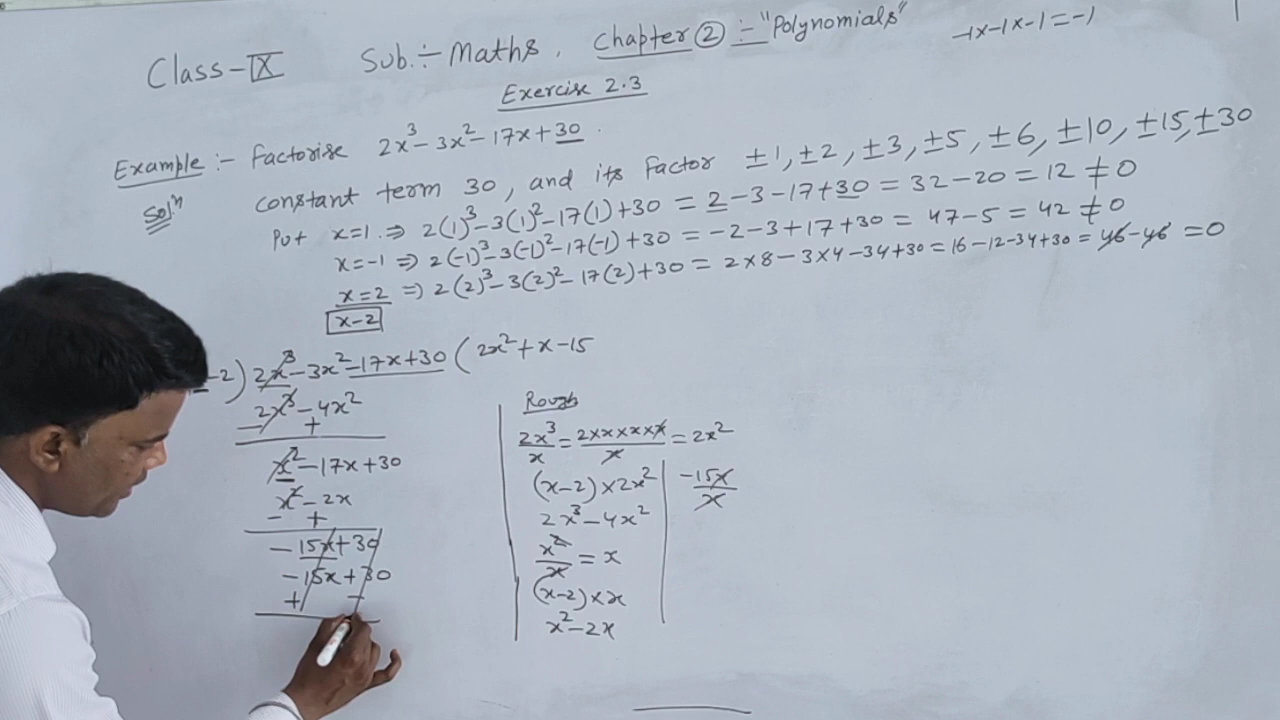 Class-IX Sub.:- Maths, Chapter ② :- "Polynomials" -1x-1x-1=-1
Exercise 2.3
Example :- Factorise 2x³-3x²-17x+30.
Solⁿ constant term 30, and its Factor ±1,±2,±3,±5,±6,±10,±15,±30
Put x=1. ⇒ 2(1)³-3(1)²-17(1)+30 = 2-3-17+30 = 32-20 = 12 ≠ 0
x=-1 ⇒ 2(-1)³-3(-1)²-17(-1)+30 = -2-3+17+30 = 47-5 = 42 ≠ 0
x=2 ⇒ 2(2)³-3(2)²-17(2)+30 = 2×8-3×4-34+30 = 16-12-34+30 = 46-46 = 0
x-2
-2) 2x³-3x²-17x+30 ( 2x²+x-15
2x³-4x²
- +
x²-17x+30
x²-2x
- +
-15x+30
-15x+30
+ -
Rough
2x³/x = 2×x×x×x/x = 2x²
(x-2)×2x²
2x³-4x²
x²/x = x
(x-2)×x
x²-2x
-15x/x